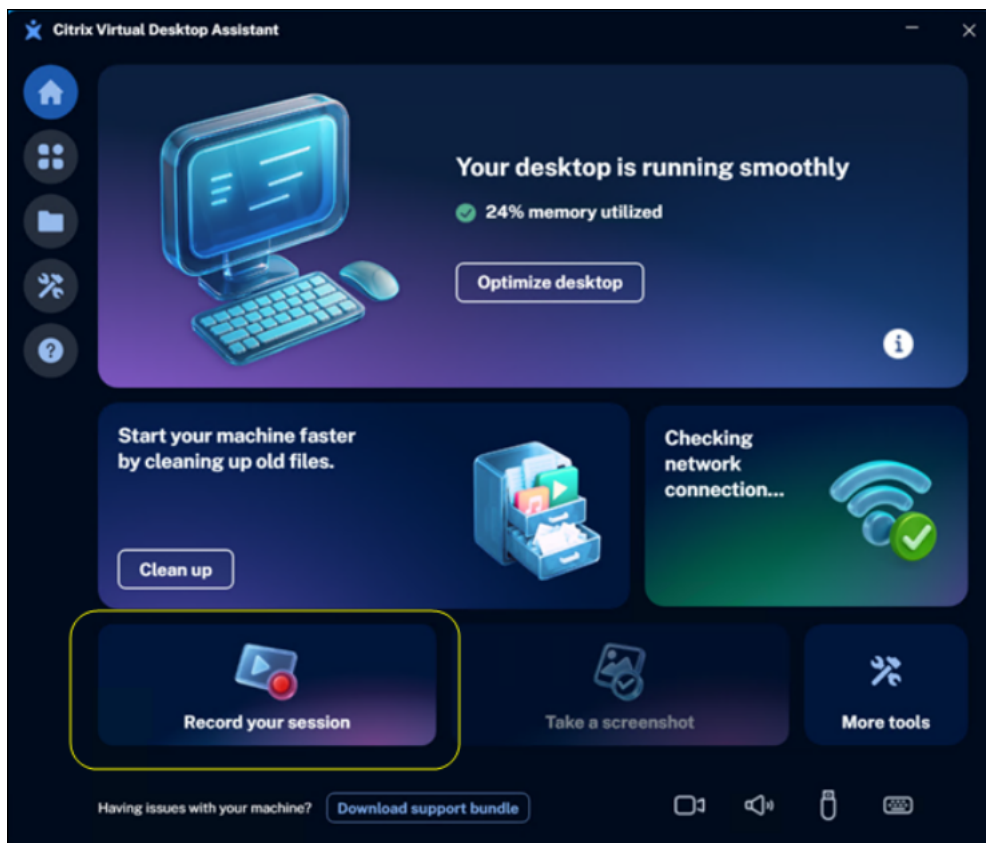 Citrix Virtual Desktop Assistant
Your desktop is running smoothly
24% memory utilized
Optimize desktop
Start your machine faster
by cleaning up old files.
Clean up
Checking
network
connection...
Record your session
Take a screenshot
More tools
Having issues with your machine? Download support bundle